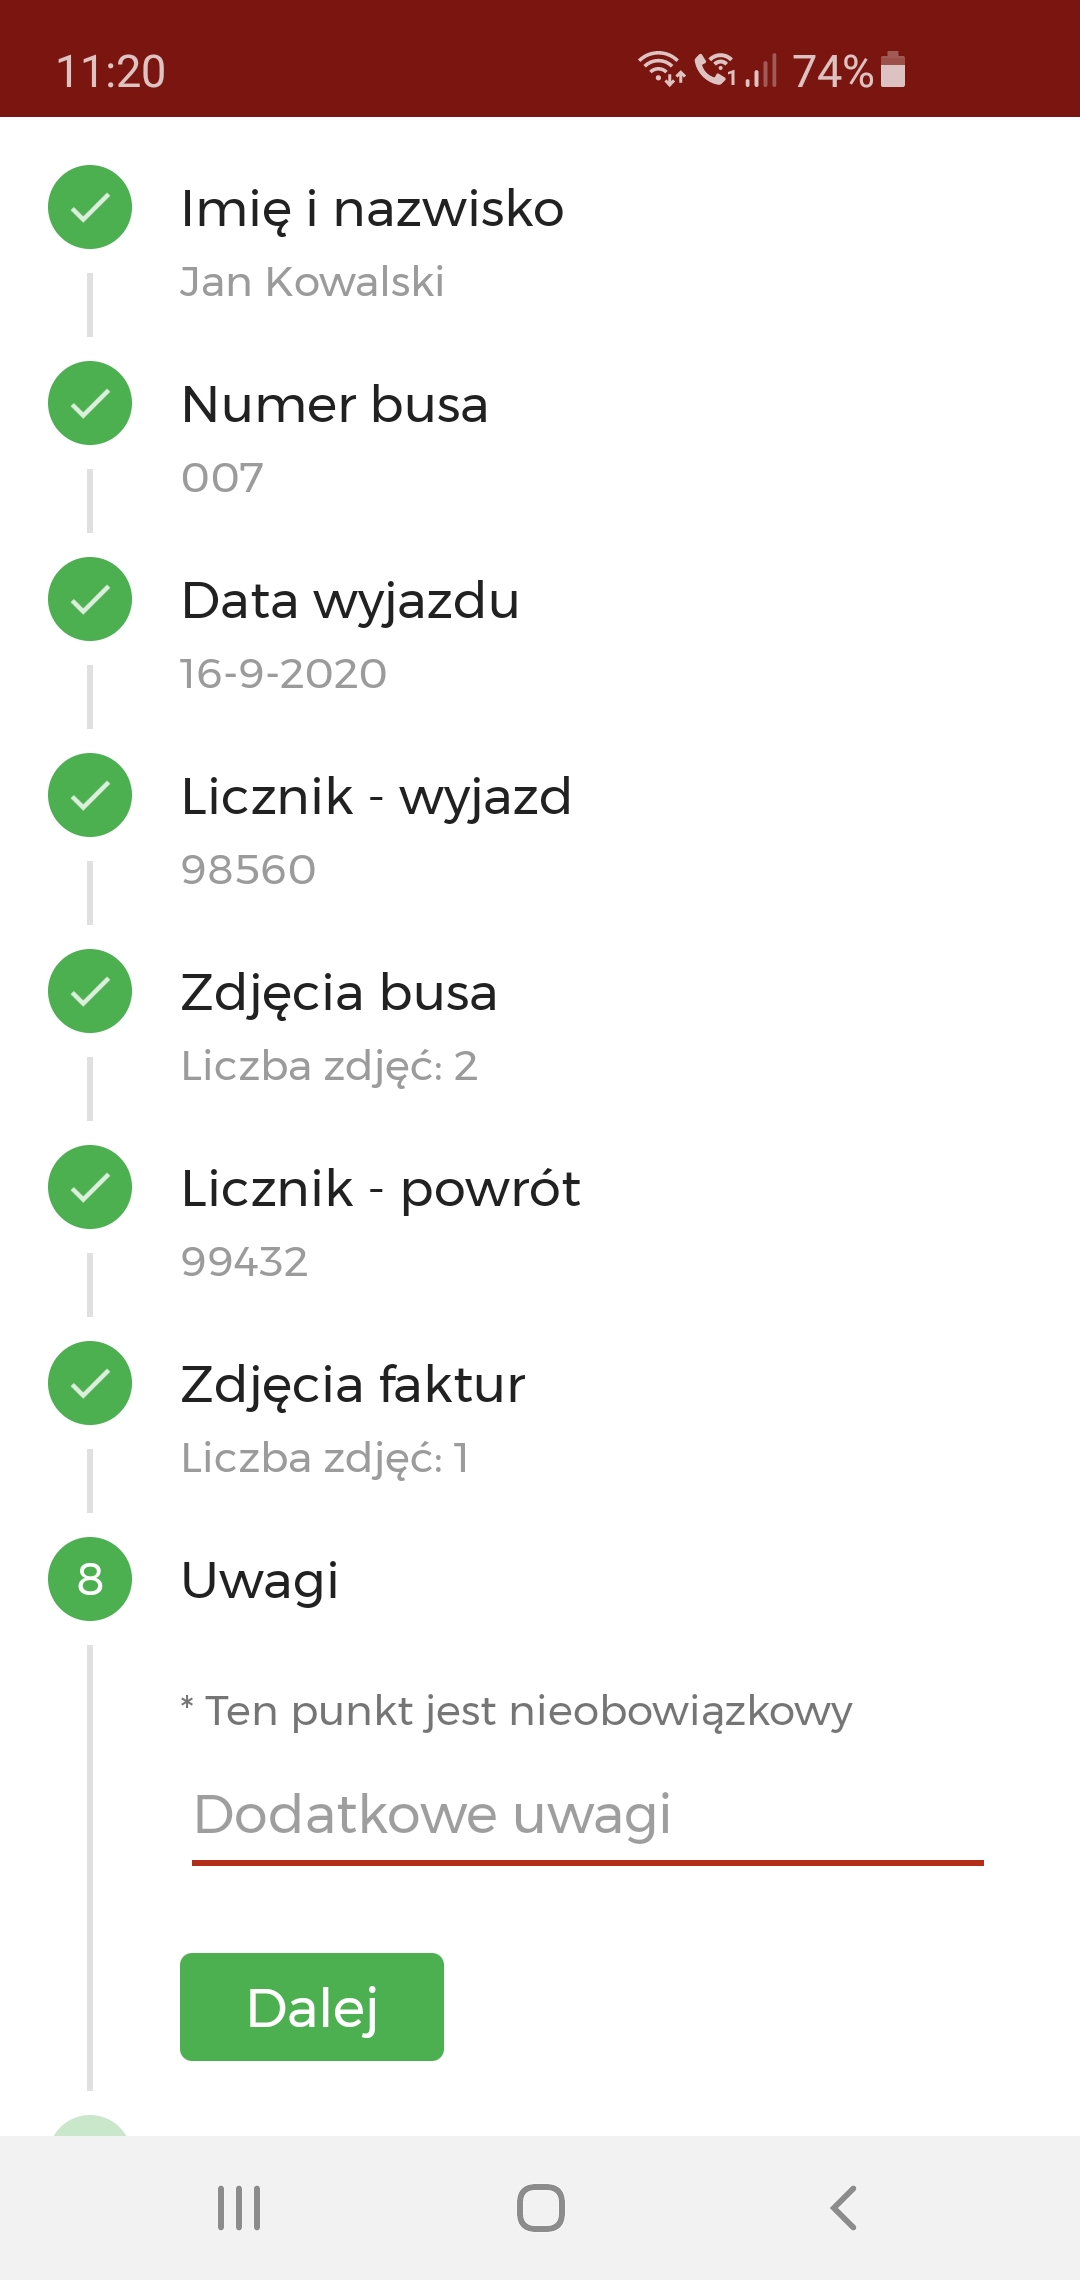 11:20 1 74%
Imię i nazwisko
Jan Kowalski
Numer busa
007
Data wyjazdu
16-9-2020
Licznik - wyjazd
98560
Zdjęcia busa
Liczba zdjęć: 2
Licznik - powrót
99432
Zdjęcia faktur
Liczba zdjęć: 1
8 Uwagi
* Ten punkt jest nieobowiązkowy
Dodatkowe uwagi
Dalej